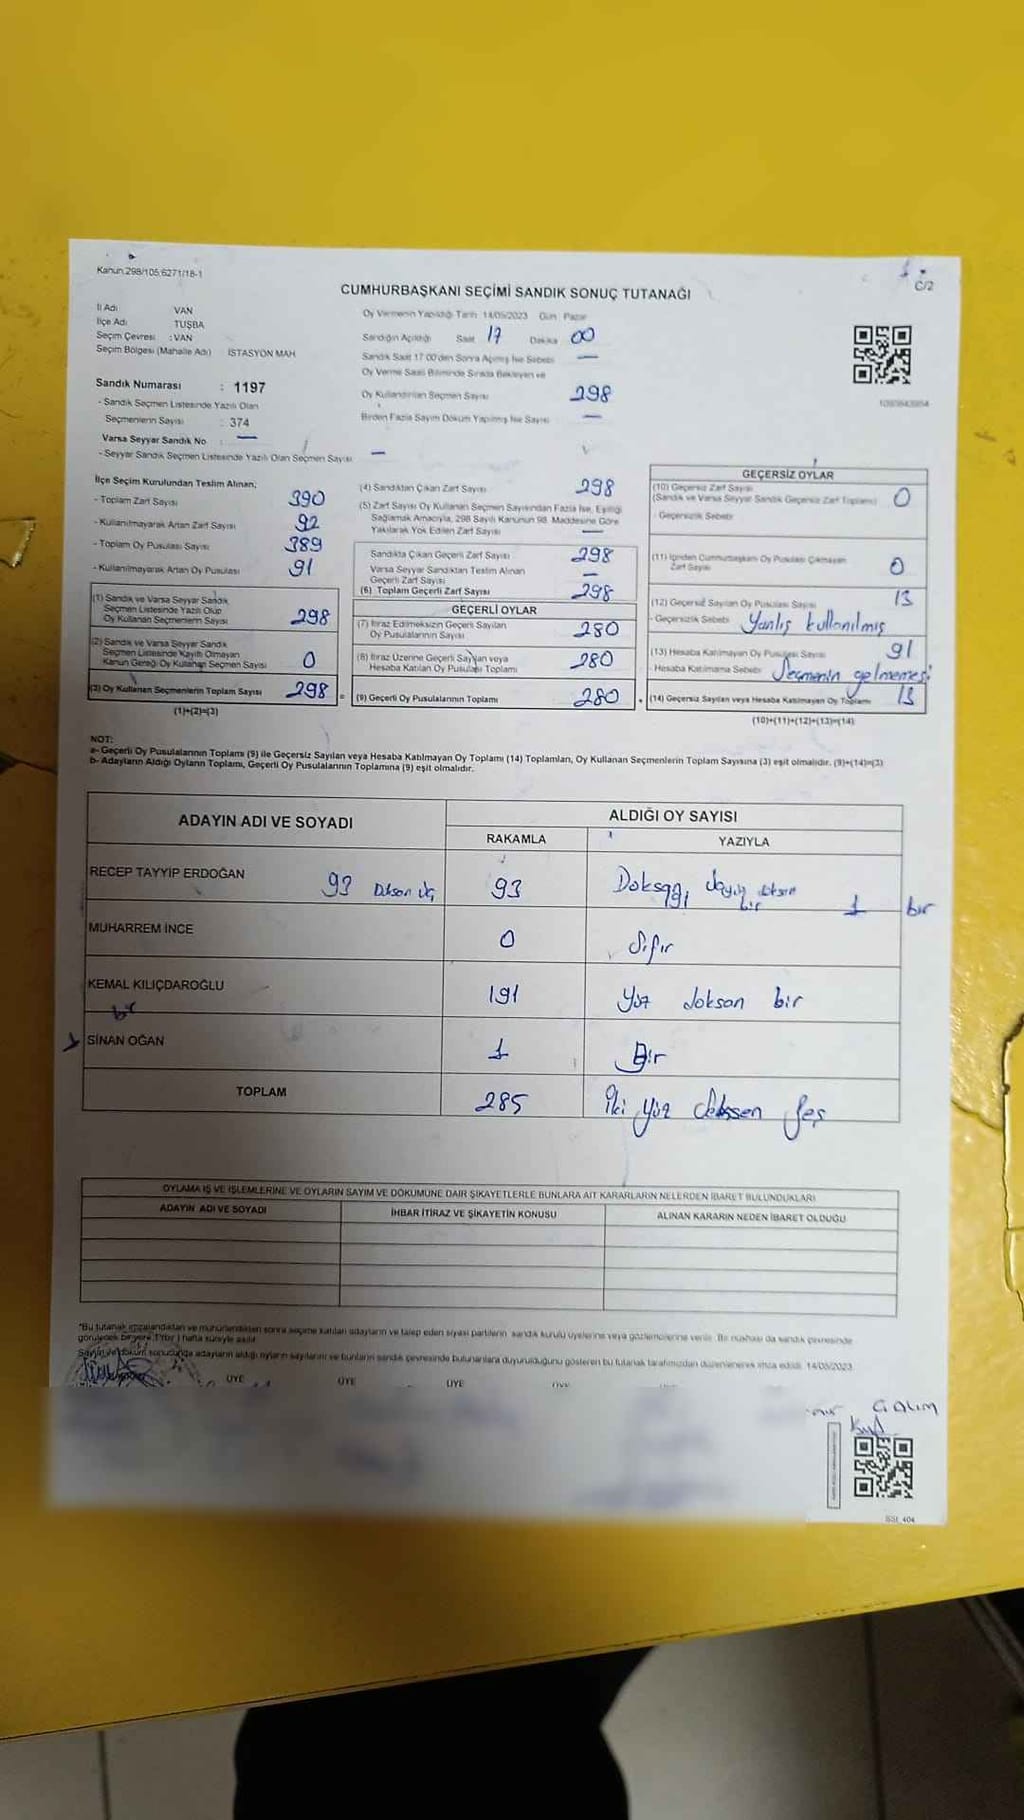 Kanun 298/105,6271/18-1
C/2
CUMHURBAŞKANI SEÇİMİ SANDIK SONUÇ TUTANAĞI
İl Adı VAN
İlçe Adı TUŞBA
Seçim Çevresi : VAN
Seçim Bölgesi (Mahalle Adı) İSTASYON MAH
Sandık Numarası : 1197
- Sandık Seçmen Listesinde Yazılı Olan
Seçmenlerin Sayısı : 374
Varsa Seyyar Sandık No : —
- Seyyar Sandık Seçmen Listesinde Yazılı Olan Seçmen Sayısı —
Oy Vermenin Yapıldığı Tarih 14/05/2023 Gün Pazar
Sandığın Açıldığı Saat 17 Dakika 00
Sandık Saat 17:00'den Sonra Açılmış İse Sebebi —
Oy Verme Saati Bitiminde Sırada Bekleyen ve
Oy Kullandırılan Seçmen Sayısı 298
Birden Fazla Sayım Döküm Yapılmış İse Sayısı —
İlçe Seçim Kurulundan Teslim Alınan;
- Toplam Zarf Sayısı 390
- Kullanılmayarak Artan Zarf Sayısı 92
- Toplam Oy Pusulası Sayısı 389
- Kullanılmayarak Artan Oy Pusulası 91
(1) Sandık ve Varsa Seyyar Sandık
Seçmen Listesinde Yazılı Olup
Oy Kullanan Seçmenlerin Sayısı 298
(2) Sandık ve Varsa Seyyar Sandık
Seçmen Listesinde Kayıtlı Olmayan
Kanun Gereği Oy Kullanan Seçmen Sayısı 0
(3) Oy Kullanan Seçmenlerin Toplam Sayısı 298 =
(1)+(2)=(3)
(4) Sandıktan Çıkan Zarf Sayısı 298
(5) Zarf Sayısı Oy Kullanan Seçmen Sayısından Fazla İse, Eşitliği
Sağlamak Amacıyla, 298 Sayılı Kanunun 98. Maddesine Göre
Yakılarak Yok Edilen Zarf Sayısı —
Sandıkta Çıkan Geçerli Zarf Sayısı 298
Varsa Seyyar Sandıktan Teslim Alınan
Geçerli Zarf Sayısı —
(6) Toplam Geçerli Zarf Sayısı 298
GEÇERLİ OYLAR
(7) İtiraz Edilmeksizin Geçerli Sayılan
Oy Pusulalarının Sayısı 280
(8) İtiraz Üzerine Geçerli Sayılan veya
Hesaba Katılan Oy Pusulası Toplamı 280
(9) Geçerli Oy Pusulalarının Toplamı 280 +
GEÇERSİZ OYLAR
(10) Geçersiz Zarf Sayısı
(Sandık ve Varsa Seyyar Sandık Geçersiz Zarf Toplamı) 0
- Geçersizlik Sebebi
(11) İçinden Cumhurbaşkanı Oy Pusulası Çıkmayan
Zarf Sayısı 0
(12) Geçersiz Sayılan Oy Pusulası Sayısı 13
- Geçersizlik Sebebi Yanlış kullanılmış
(13) Hesaba Katılmayan Oy Pusulası Sayısı 91
- Hesaba Katılmama Sebebi Seçmenin gelmemesi
(14) Geçersiz Sayılan veya Hesaba Katılmayan Oy Toplamı 13
(10)+(11)+(12)+(13)=(14)
NOT:
a- Geçerli Oy Pusulalarının Toplamı (9) ile Geçersiz Sayılan veya Hesaba Katılmayan Oy Toplamı (14) Toplamları, Oy Kullanan Seçmenlerin Toplam Sayısına (3) eşit olmalıdır. (9)+(14)=(3)
b- Adayların Aldığı Oyların Toplamı, Geçerli Oy Pusulalarının Toplamına (9) eşit olmalıdır.
ADAYIN ADI VE SOYADI ALDIĞI OY SAYISI
RAKAMLA YAZIYLA
RECEP TAYYİP ERDOĞAN 93 Doksan üç 93 1 bir
MUHARREM İNCE 0 Sıfır
KEMAL KILIÇDAROĞLU 191 Yüz doksan bir
bir
1 SİNAN OĞAN 1 Bir
TOPLAM 285 İki yüz deksen beş
OYLAMA İŞ VE İŞLEMLERİNE VE OYLARIN SAYIM VE DÖKÜMÜNE DAİR ŞİKAYETLERLE BUNLARA AİT KARARLARIN NELERDEN İBARET BULUNDUKLARI
ADAYIN ADI VE SOYADI İHBAR İTİRAZ VE ŞİKAYETİN KONUSU ALINAN KARARIN NEDEN İBARET OLDUĞU
*Bu tutanak imzalandıktan ve mühürlendikten sonra seçime katılan adayların ve talep eden siyasi partilerin sandık kurulu üyelerine veya gözlemcilerine verilir. Bir nüshası da sandık çevresinde
görülecek bir yere 1 (bir) hafta süreyle asılır.
Sayım ve döküm sonucunda adayların aldığı oyların sayılarını ve bunların sandık çevresinde bulunanlara duyurulduğunu gösteren bu tutanak tarafımızdan düzenlenerek imza edildi. 14/05/2023
ÜYE ÜYE ÜYE
SSI_404